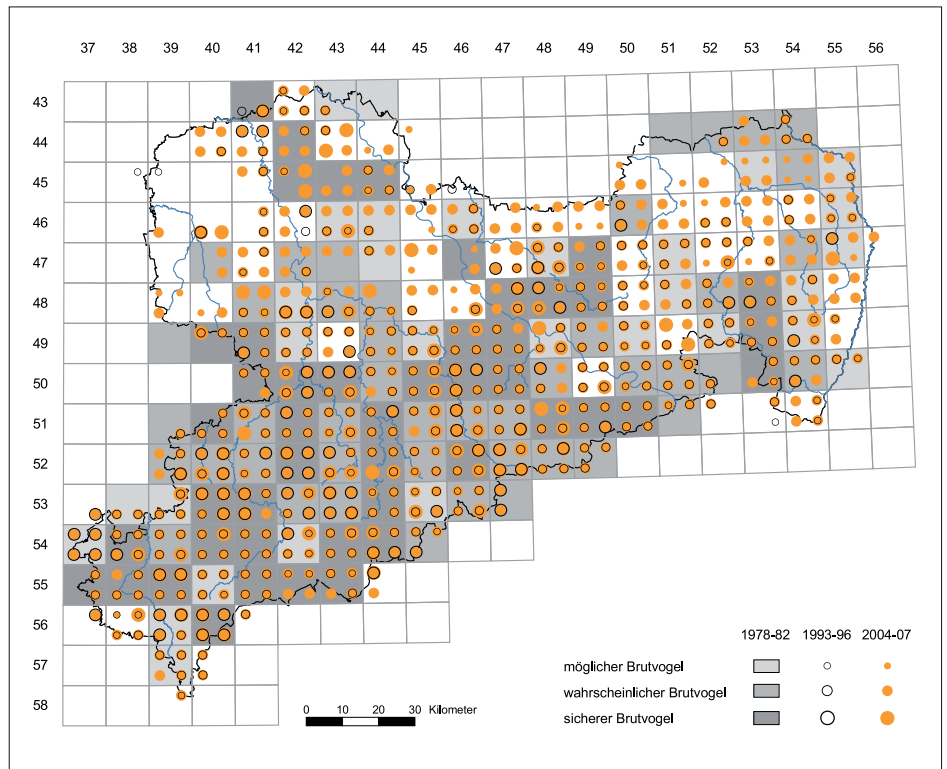 37 38 39 40 41 42 43 44 45 46 47 48 49 50 51 52 53 54 55 56
43
44
45
46
47
48
49
50
51
52
53
54
55
56
57
58
1978-82 1993-96 2004-07
möglicher Brutvogel
wahrscheinlicher Brutvogel
sicherer Brutvogel
Kilometer
0 10 20 30